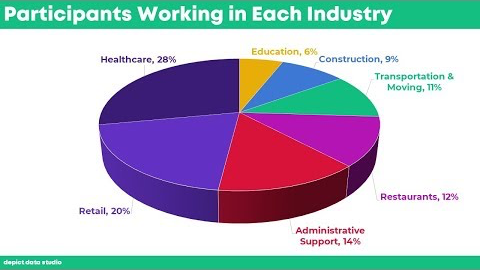 Participants Working in Each Industry
Education, 6%
Healthcare, 28%
Construction, 9%
Transportation &
Moving, 11%
Restaurants, 12%
Retail, 20%
Administrative
Support, 14%
depict data studio